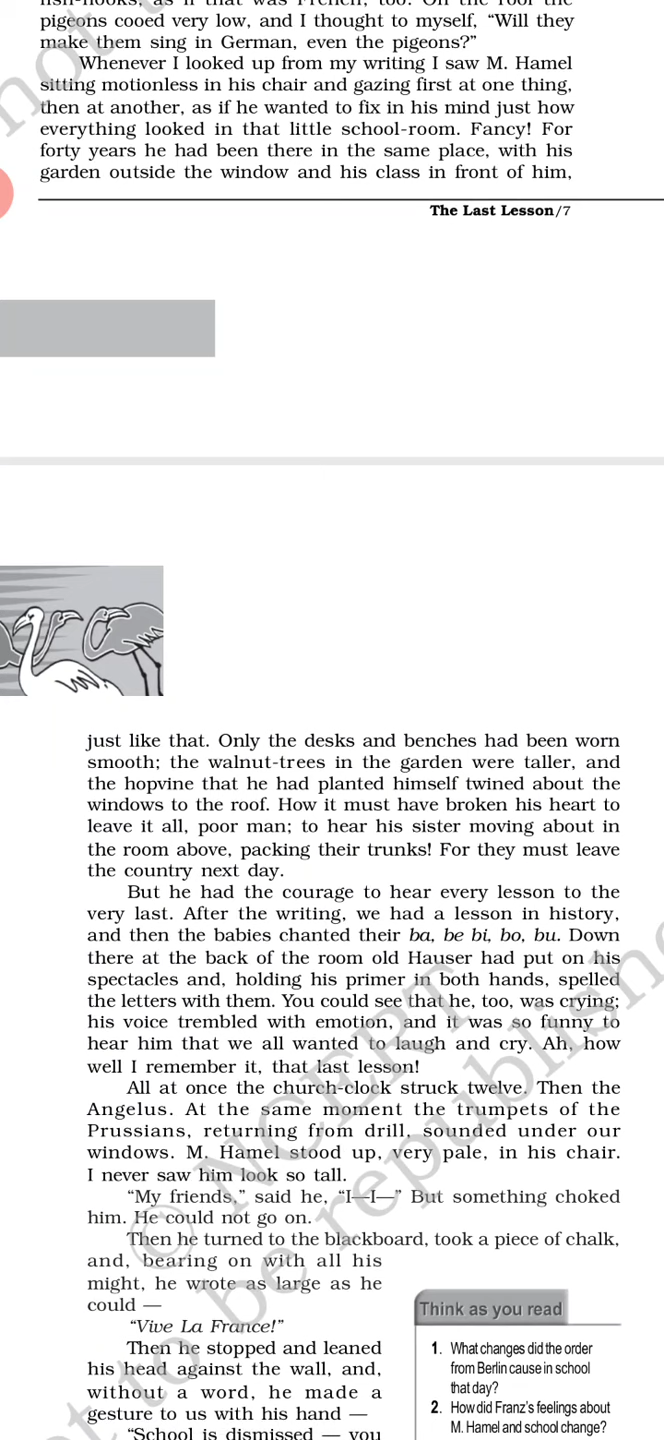 fish-hooks, as if that was French, too. On the roof the
pigeons cooed very low, and I thought to myself, “Will they
make them sing in German, even the pigeons?”
Whenever I looked up from my writing I saw M. Hamel
sitting motionless in his chair and gazing first at one thing,
then at another, as if he wanted to fix in his mind just how
everything looked in that little school-room. Fancy! For
forty years he had been there in the same place, with his
garden outside the window and his class in front of him,
The Last Lesson/7
just like that. Only the desks and benches had been worn
smooth; the walnut-trees in the garden were taller, and
the hopvine that he had planted himself twined about the
windows to the roof. How it must have broken his heart to
leave it all, poor man; to hear his sister moving about in
the room above, packing their trunks! For they must leave
the country next day.
But he had the courage to hear every lesson to the
very last. After the writing, we had a lesson in history,
and then the babies chanted their ba, be bi, bo, bu. Down
there at the back of the room old Hauser had put on his
spectacles and, holding his primer in both hands, spelled
the letters with them. You could see that he, too, was crying;
his voice trembled with emotion, and it was so funny to
hear him that we all wanted to laugh and cry. Ah, how
well I remember it, that last lesson!
All at once the church-clock struck twelve. Then the
Angelus. At the same moment the trumpets of the
Prussians, returning from drill, sounded under our
windows. M. Hamel stood up, very pale, in his chair.
I never saw him look so tall.
“My friends,” said he, “I—I—” But something choked
him. He could not go on.
Then he turned to the blackboard, took a piece of chalk,
and, bearing on with all his
might, he wrote as large as he
could —
“Vive La France!”
Then he stopped and leaned
his head against the wall, and,
without a word, he made a
gesture to us with his hand —
“School is dismissed — you
Think as you read
1. What changes did the order
from Berlin cause in school
that day?
2. How did Franz’s feelings about
M. Hamel and school change?
© NCERT
not to be republished